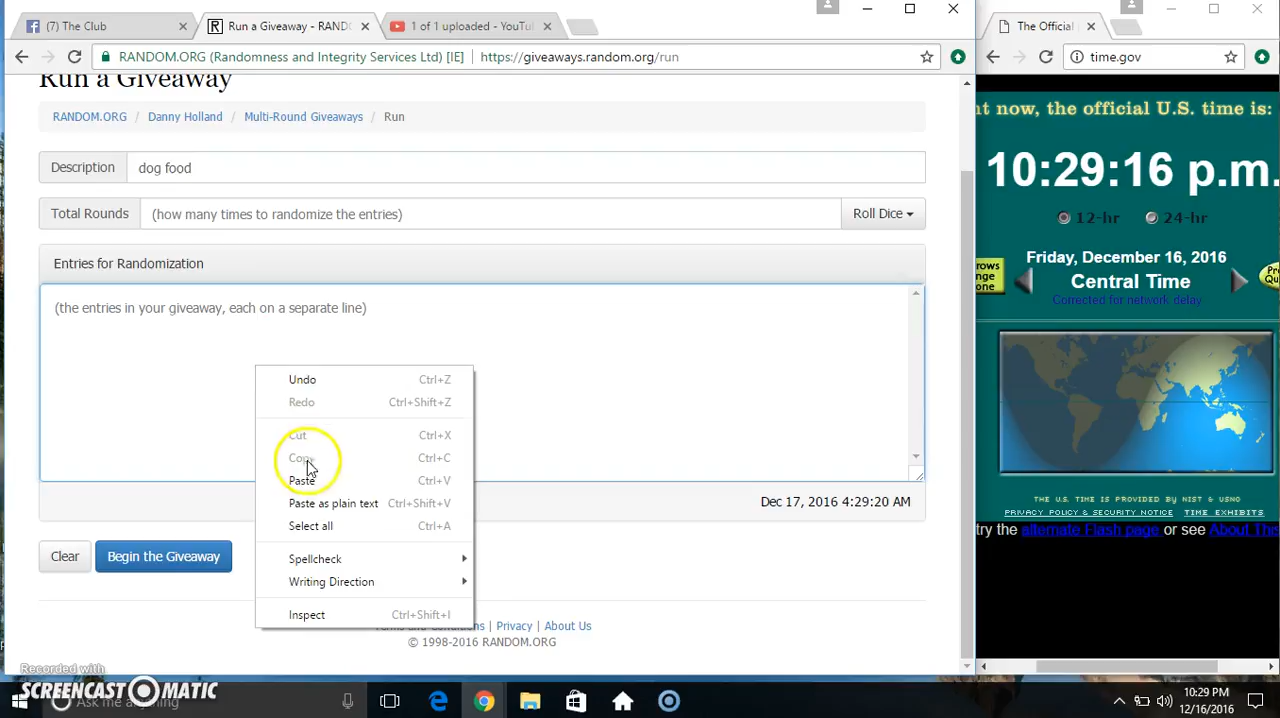 (7) The Club
Run a Giveaway - RANDO
1 of 1 uploaded - YouTu
The Official
RANDOM.ORG (Randomness and Integrity Services Ltd) [IE]
https://giveaways.random.org/run
time.gov
Run a Giveaway
RANDOM.ORG
Danny Holland
Multi-Round Giveaways
Run
Description
dog food
Total Rounds
(how many times to randomize the entries)
Roll Dice
Entries for Randomization
(the entries in your giveaway, each on a separate line)
Undo Ctrl+Z
Redo Ctrl+Shift+Z
Cut Ctrl+X
Copy Ctrl+C
Paste Ctrl+V
Paste as plain text Ctrl+Shift+V
Select all Ctrl+A
Spellcheck
Writing Direction
Inspect Ctrl+Shift+I
Dec 17, 2016 4:29:20 AM
Clear
Begin the Giveaway
Privacy | About Us
© 1998-2016 RANDOM.ORG
now, the official U.S. time is:
10:29:16 p.m.
12-hr
24-hr
Friday, December 16, 2016
Central Time
Corrected for network delay
THE U.S. TIME IS PROVIDED BY NIST & USNO
PRIVACY POLICY & SECURITY NOTICE
TIME EXHIBITS
try the alternate Flash page or see About This
Recorded with
SCREENCAST-O-MATIC
Ask me anything
10:29 PM
12/16/2016